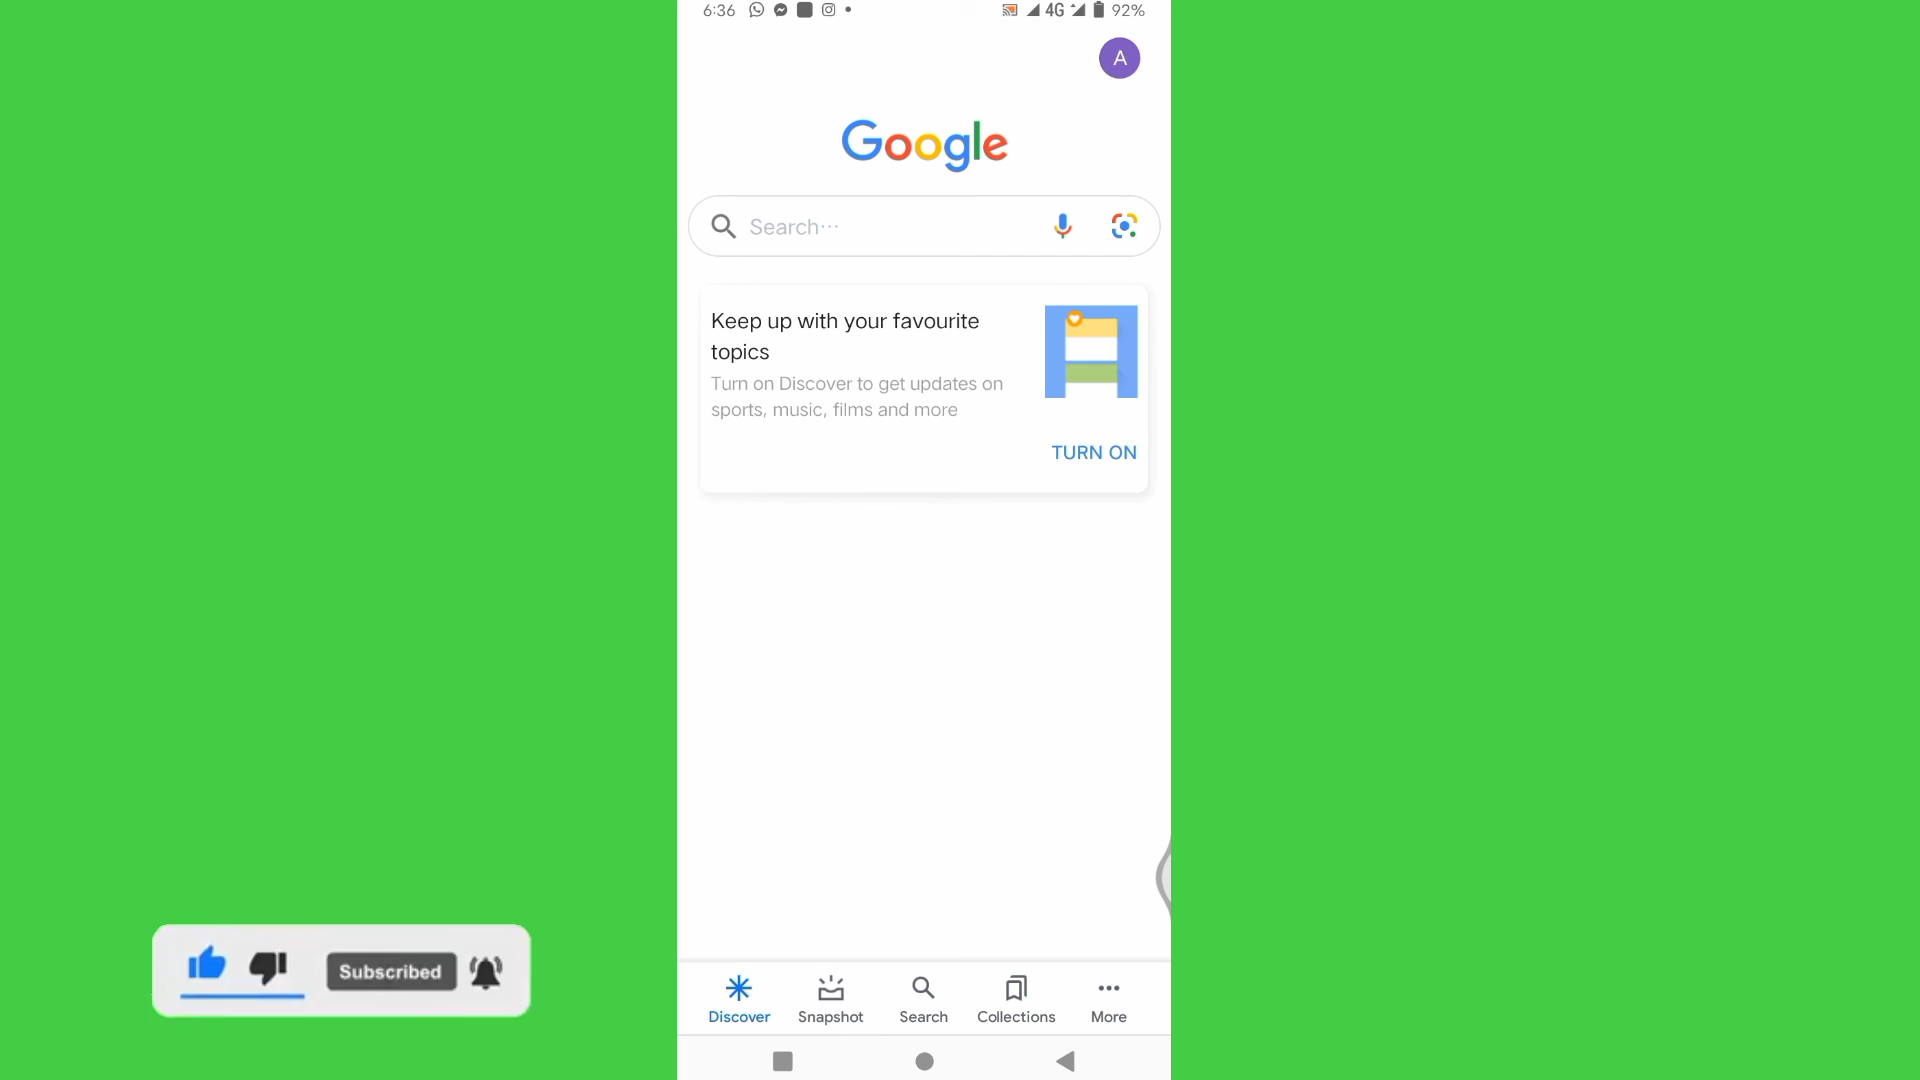 6:36 4G 92%
A
Google
Search…
Keep up with your favourite
topics
Turn on Discover to get updates on
sports, music, films and more
TURN ON
Subscribed
Discover Snapshot Search Collections More